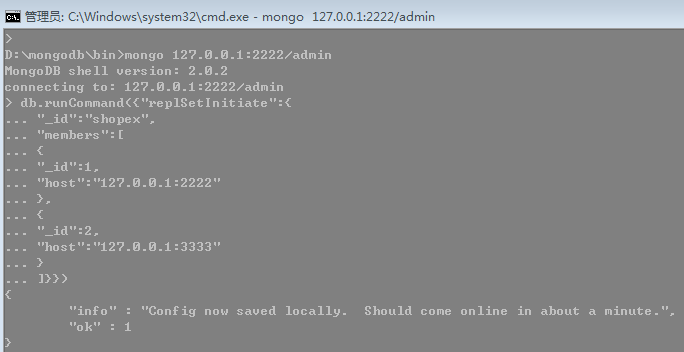 管理员: C:\Windows\system32\cmd.exe - mongo  127.0.0.1:2222/admin
>
D:\mongodb\bin>mongo 127.0.0.1:2222/admin
MongoDB shell version: 2.0.2
connecting to: 127.0.0.1:2222/admin
> db.runCommand({"replSetInitiate":{
... "_id":"shopex",
... "members":[
... {
... "_id":1,
... "host":"127.0.0.1:2222"
... },
... {
... "_id":2,
... "host":"127.0.0.1:3333"
... }
... ]}})
{
        "info" : "Config now saved locally.  Should come online in about a minute.",
        "ok" : 1
}